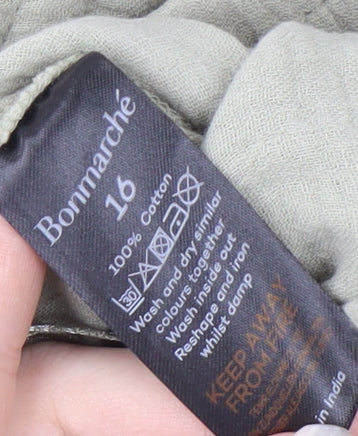 Bonmarché
16
100% Cotton
30
Wash and dry similar
colours together
Wash inside out
Reshape and iron
whilst damp
KEEP AWAY
FROM FIRE
in India